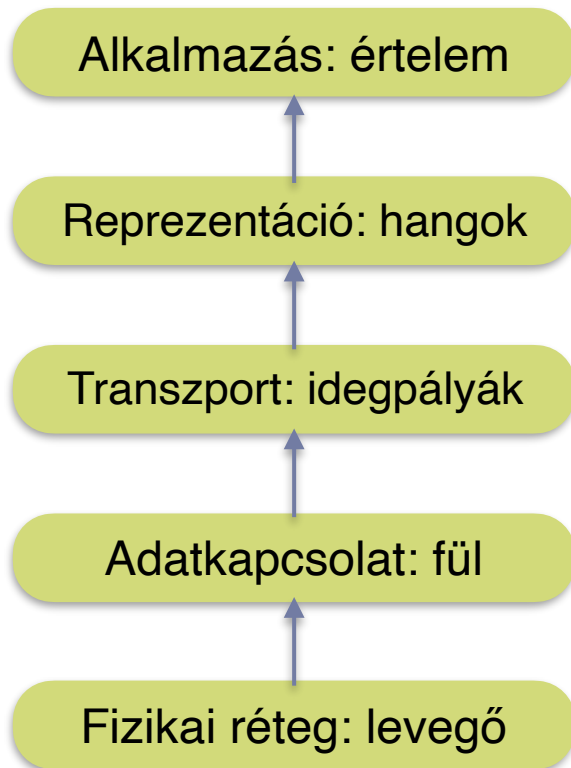 Alkalmazás: értelem
Reprezentáció: hangok
Transzport: idegpályák
Adatkapcsolat: fül
Fizikai réteg: levegő